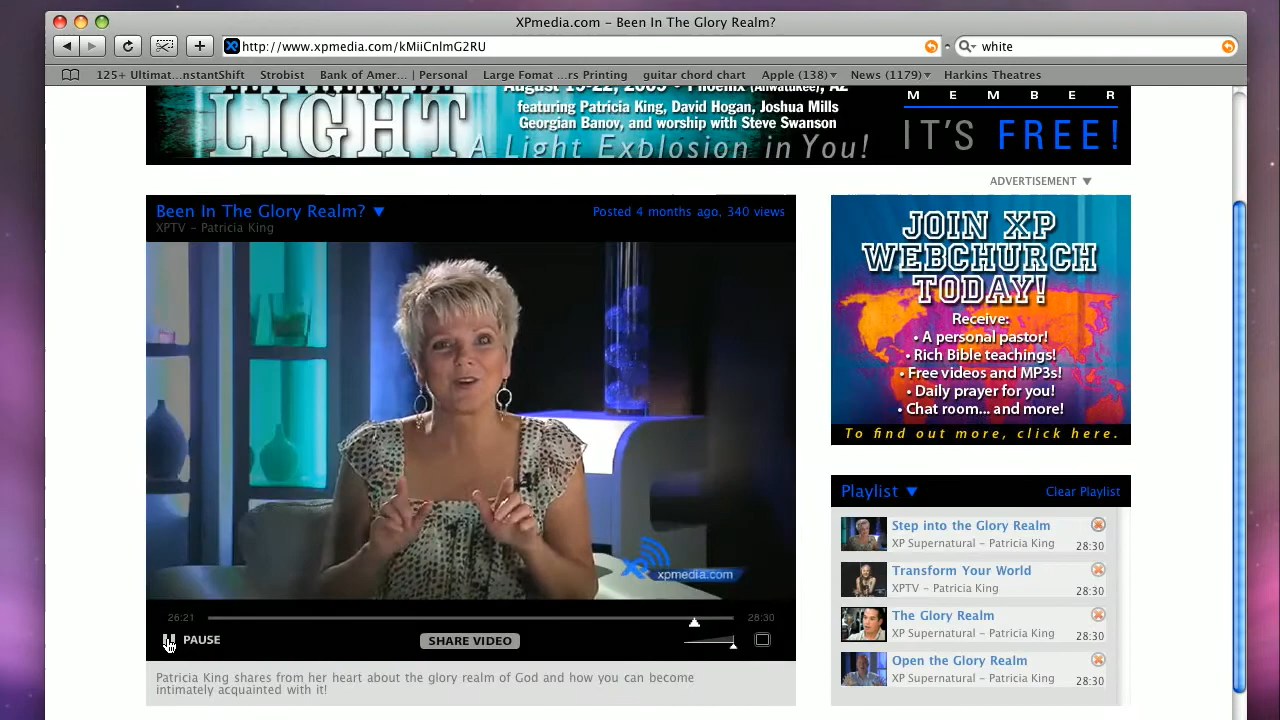 XPmedia.com – Been In The Glory Realm?
http://www.xpmedia.com/kMiiCnlmG2RU
white
125+ Ultimat...nstantShift
Strobist
Bank of Amer... | Personal
Large Fomat ...rs Printing
guitar chord chart
Apple (138)
News (1179)
Harkins Theatres
August 19-22, 2009 • Phoenix (Ahwatukee), AZ
featuring Patricia King, David Hogan, Joshua Mills
Georgian Banov, and worship with Steve Swanson
LIGHT
A Light Explosion in You!
MEMBER
IT'S FREE!
ADVERTISEMENT
Been In The Glory Realm?
Posted 4 months ago, 340 views
XPTV – Patricia King
xpmedia.com
26:21
28:30
PAUSE
SHARE VIDEO
Patricia King shares from her heart about the glory realm of God and how you can become
intimately acquainted with it!
JOIN XP
WEBCHURCH
TODAY!
Receive:
• A personal pastor!
• Rich Bible teachings!
• Free videos and MP3s!
• Daily prayer for you!
• Chat room... and more!
To find out more, click here.
Playlist
Clear Playlist
Step into the Glory Realm
XP Supernatural – Patricia King
28:30
Transform Your World
XPTV – Patricia King
28:30
The Glory Realm
XP Supernatural – Patricia King
28:30
Open the Glory Realm
XP Supernatural – Patricia King
28:30